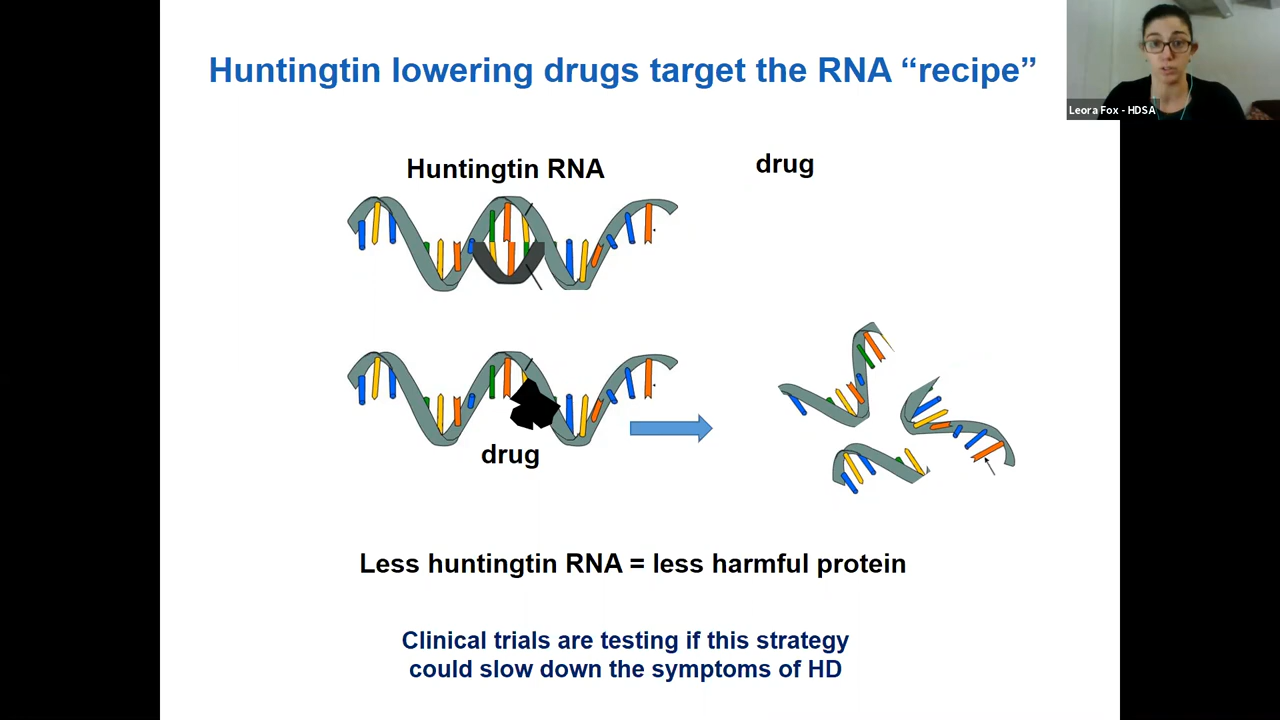 Huntingtin lowering drugs target the RNA “recipe”
Leora Fox - HDSA
Huntingtin RNA
drug
drug
Less huntingtin RNA = less harmful protein
Clinical trials are testing if this strategy
could slow down the symptoms of HD